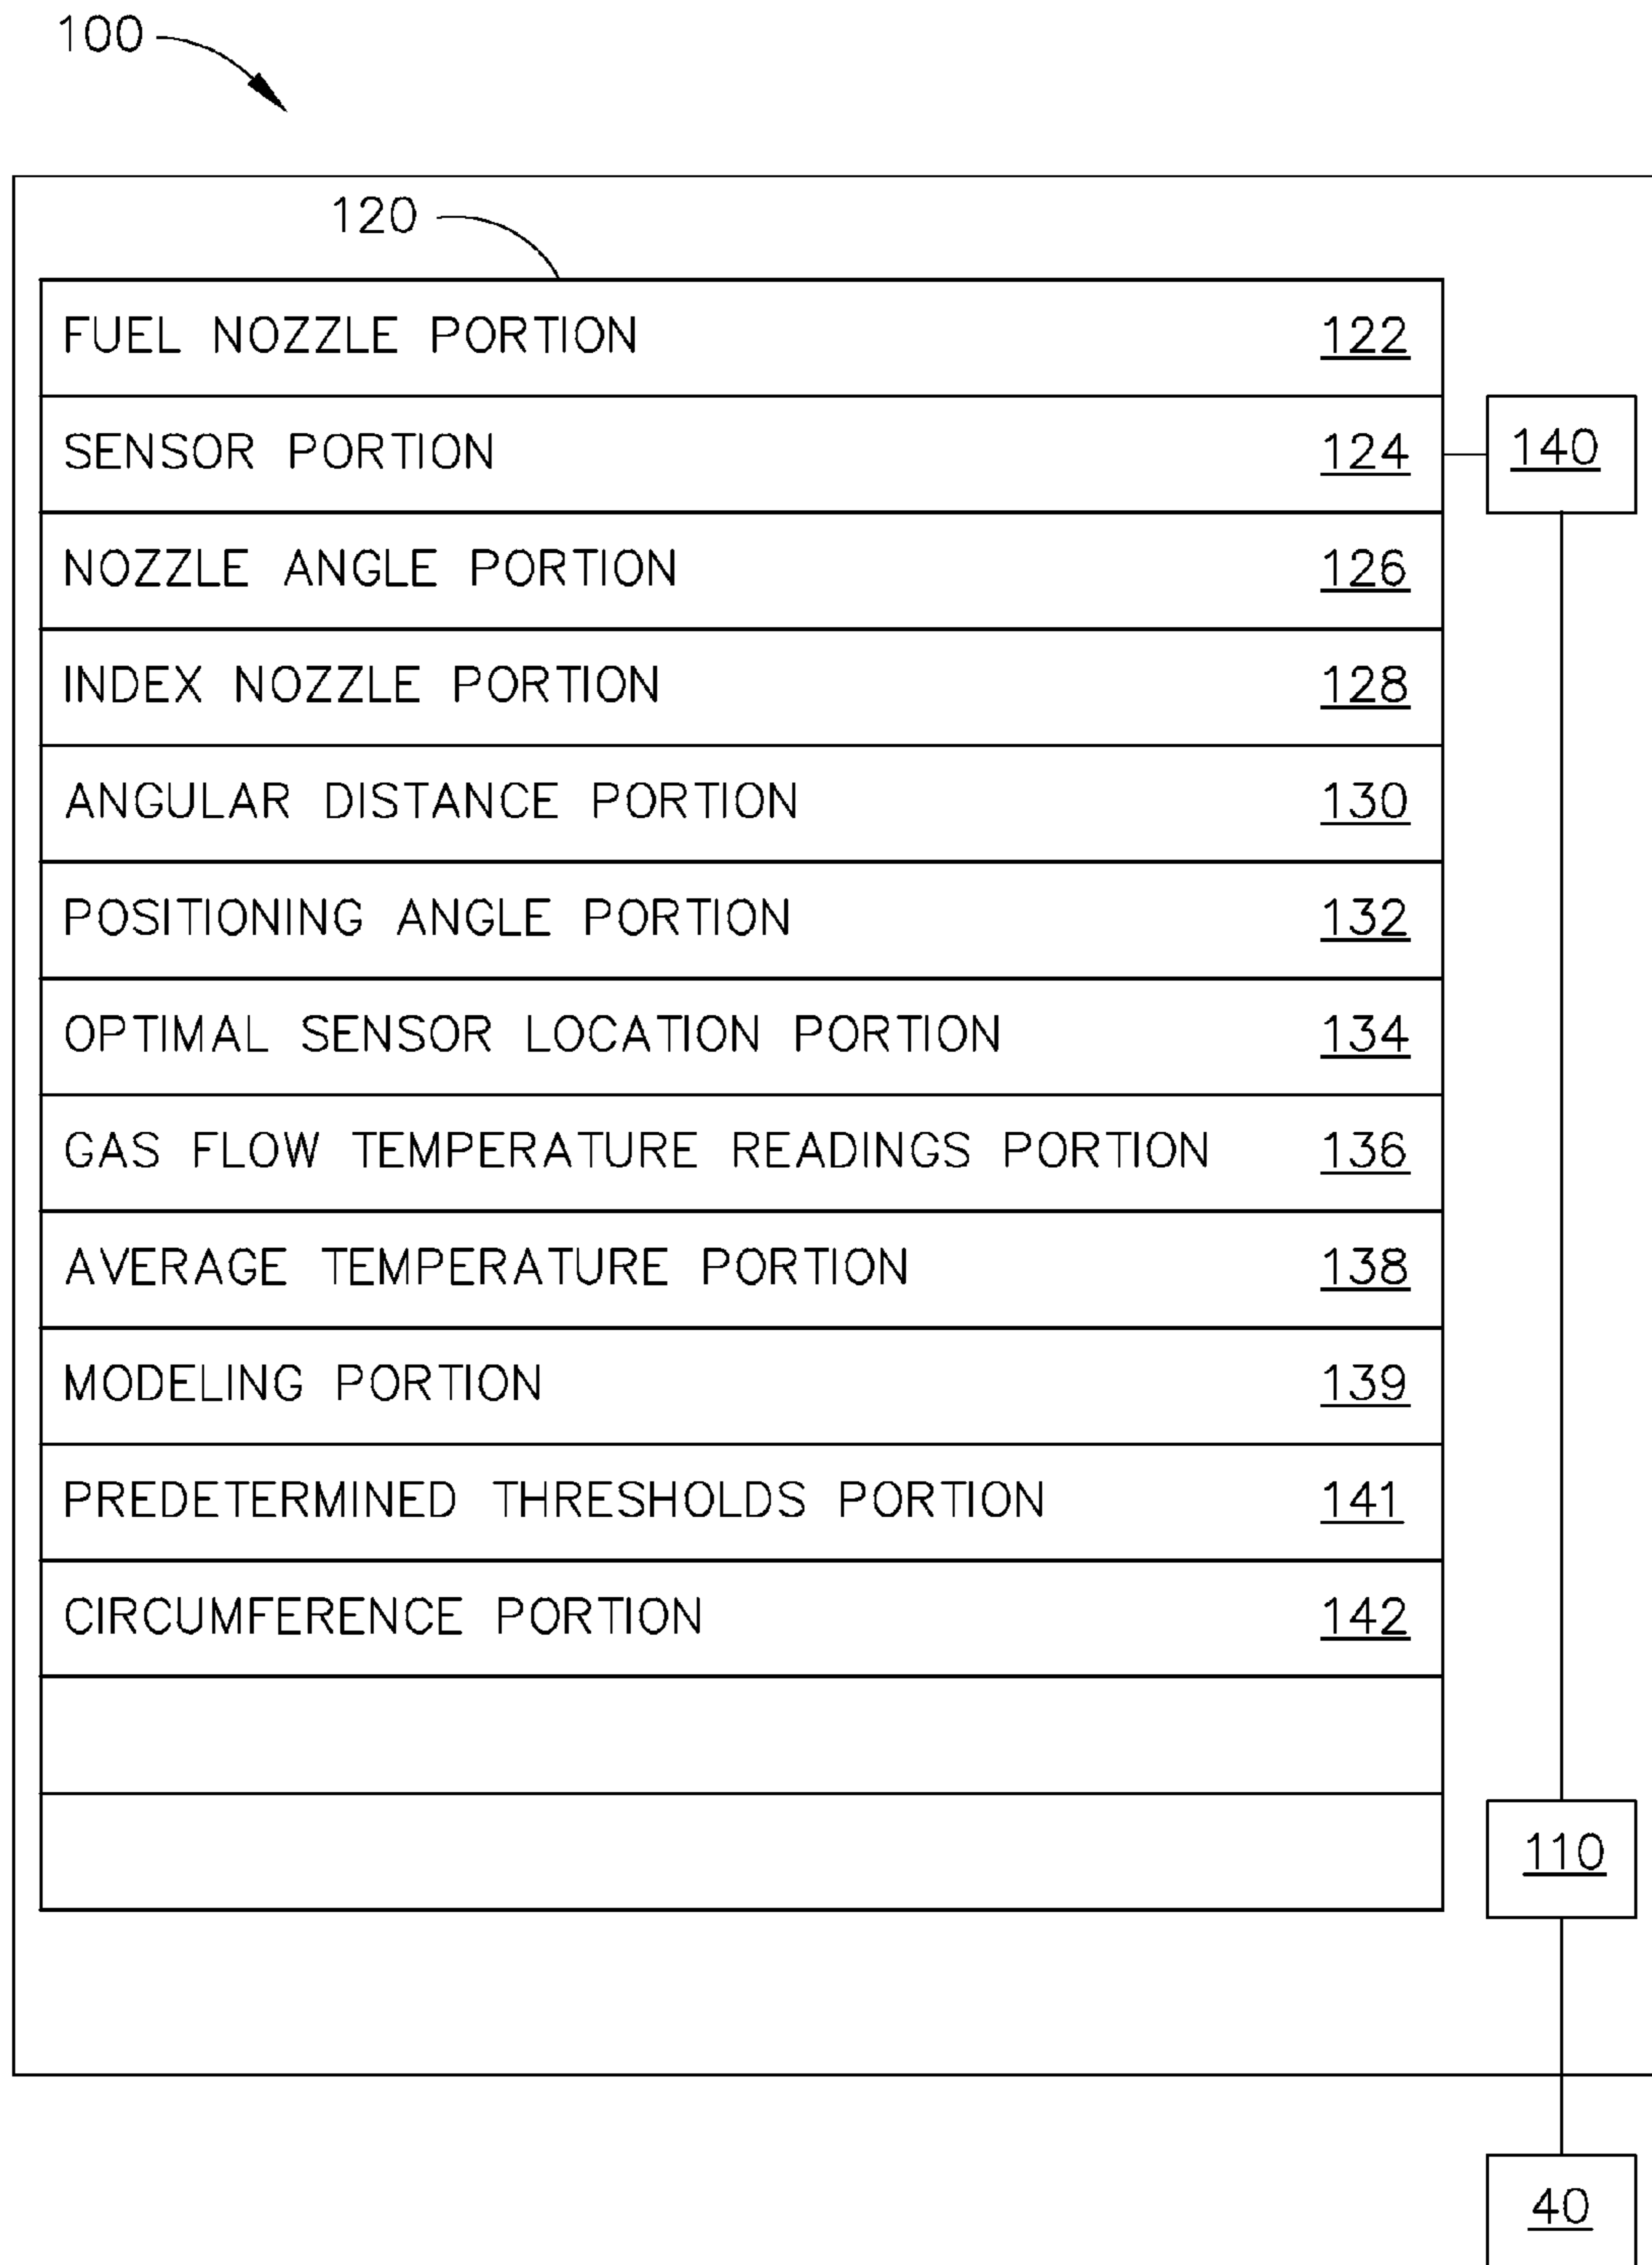 100
120
FUEL NOZZLE PORTION 122
SENSOR PORTION 124
140
NOZZLE ANGLE PORTION 126
INDEX NOZZLE PORTION 128
ANGULAR DISTANCE PORTION 130
POSITIONING ANGLE PORTION 132
OPTIMAL SENSOR LOCATION PORTION 134
GAS FLOW TEMPERATURE READINGS PORTION 136
AVERAGE TEMPERATURE PORTION 138
MODELING PORTION 139
PREDETERMINED THRESHOLDS PORTION 141
CIRCUMFERENCE PORTION 142
110
40